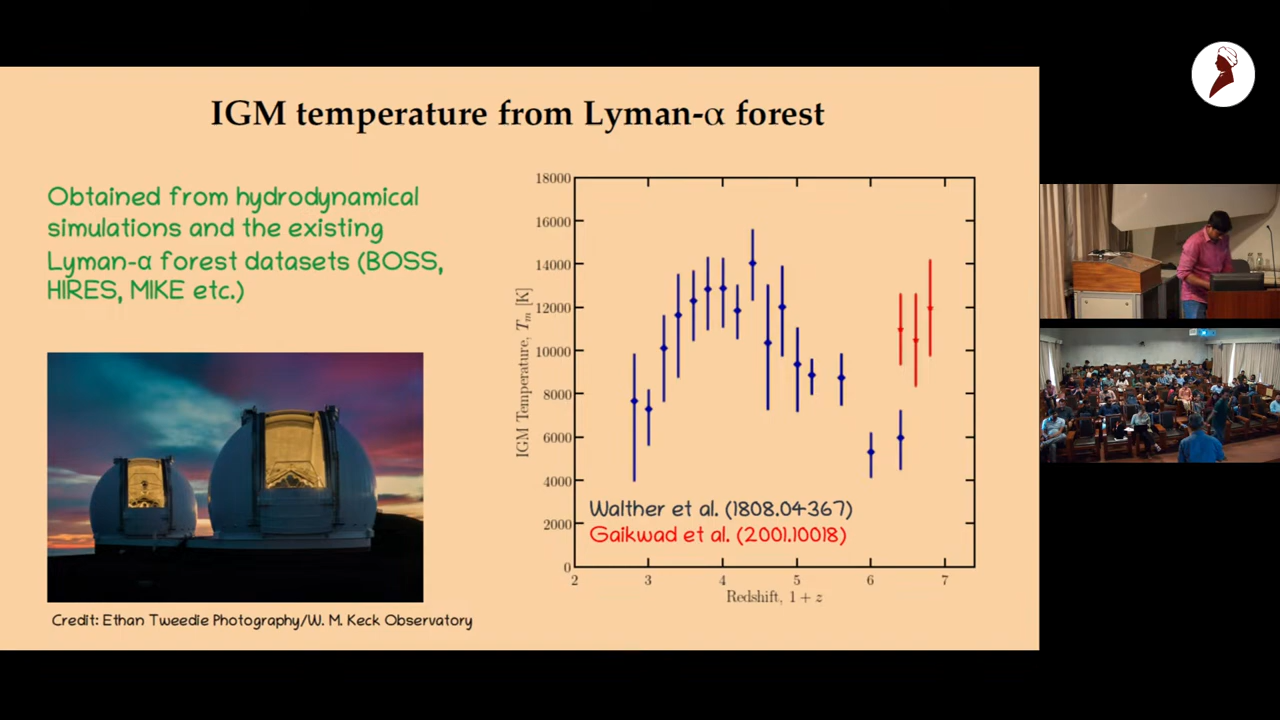 IGM temperature from Lyman-α forest
Obtained from hydrodynamical
simulations and the existing
Lyman-α forest datasets (BOSS,
HIRES, MIKE etc.)
Credit: Ethan Tweedie Photography/W. M. Keck Observatory
IGM Temperature, Tm [K]
18000
16000
14000
12000
10000
8000
6000
4000
2000
0
Walther et al. (1808.04367)
Gaikwad et al. (2001.10018)
2 3 4 5 6 7
Redshift, 1 + z